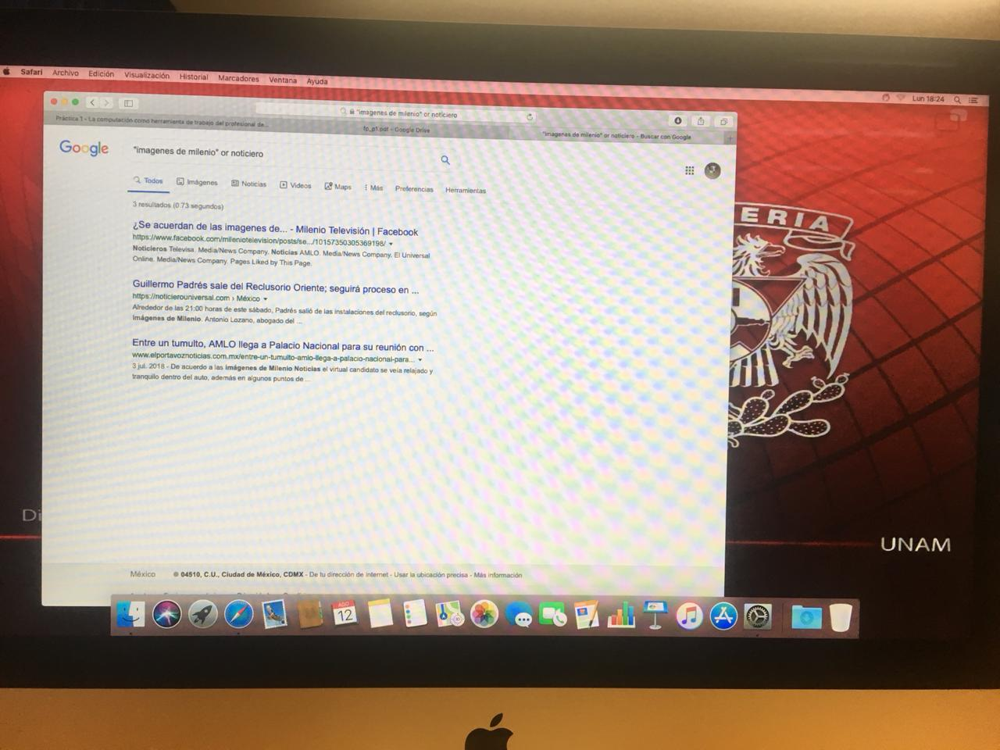 Safari Archivo Edición Visualización Historial Marcadores Ventana Ayuda
Lun 18:24
"imagenes de milenio" or noticiero
Práctica 1 - La computación como herramienta de trabajo del profesional de...
fp_p1.pdf - Google Drive
"imagenes de milenio" or noticiero - Buscar con Google
Google
"imagenes de milenio" or noticiero
Todos Imágenes Noticias Videos Maps Más Preferencias Herramientas
3 resultados (0.73 segundos)
¿Se acuerdan de las imagenes de... - Milenio Televisión | Facebook
https://www.facebook.com/mileniotelevision/posts/se.../10157350305369198/
Noticieros Televisa. Media/News Company. Noticias AMLO. Media/News Company. El Universal
Online. Media/News Company. Pages Liked by This Page.
Guillermo Padrés sale del Reclusorio Oriente; seguirá proceso en ...
https://noticierouniversal.com › México
Alrededor de las 21:00 horas de este sábado, Padrés salió de las instalaciones del reclusorio, según
imágenes de Milenio. Antonio Lozano, abogado del ...
Entre un tumulto, AMLO llega a Palacio Nacional para su reunión con ...
www.elportavoznoticias.com.mx/entre-un-tumulto-amlo-llega-a-palacio-nacional-para...
3 jul. 2018 - De acuerdo a las imágenes de Milenio Noticias el virtual candidato se veía relajado y
tranquilo dentro del auto, además en algunos puntos de ...
ERIA
Di
UNAM
México 04510, C.U., Ciudad de México, CDMX - De tu dirección de Internet - Usar la ubicación precisa - Más información
AGO
12